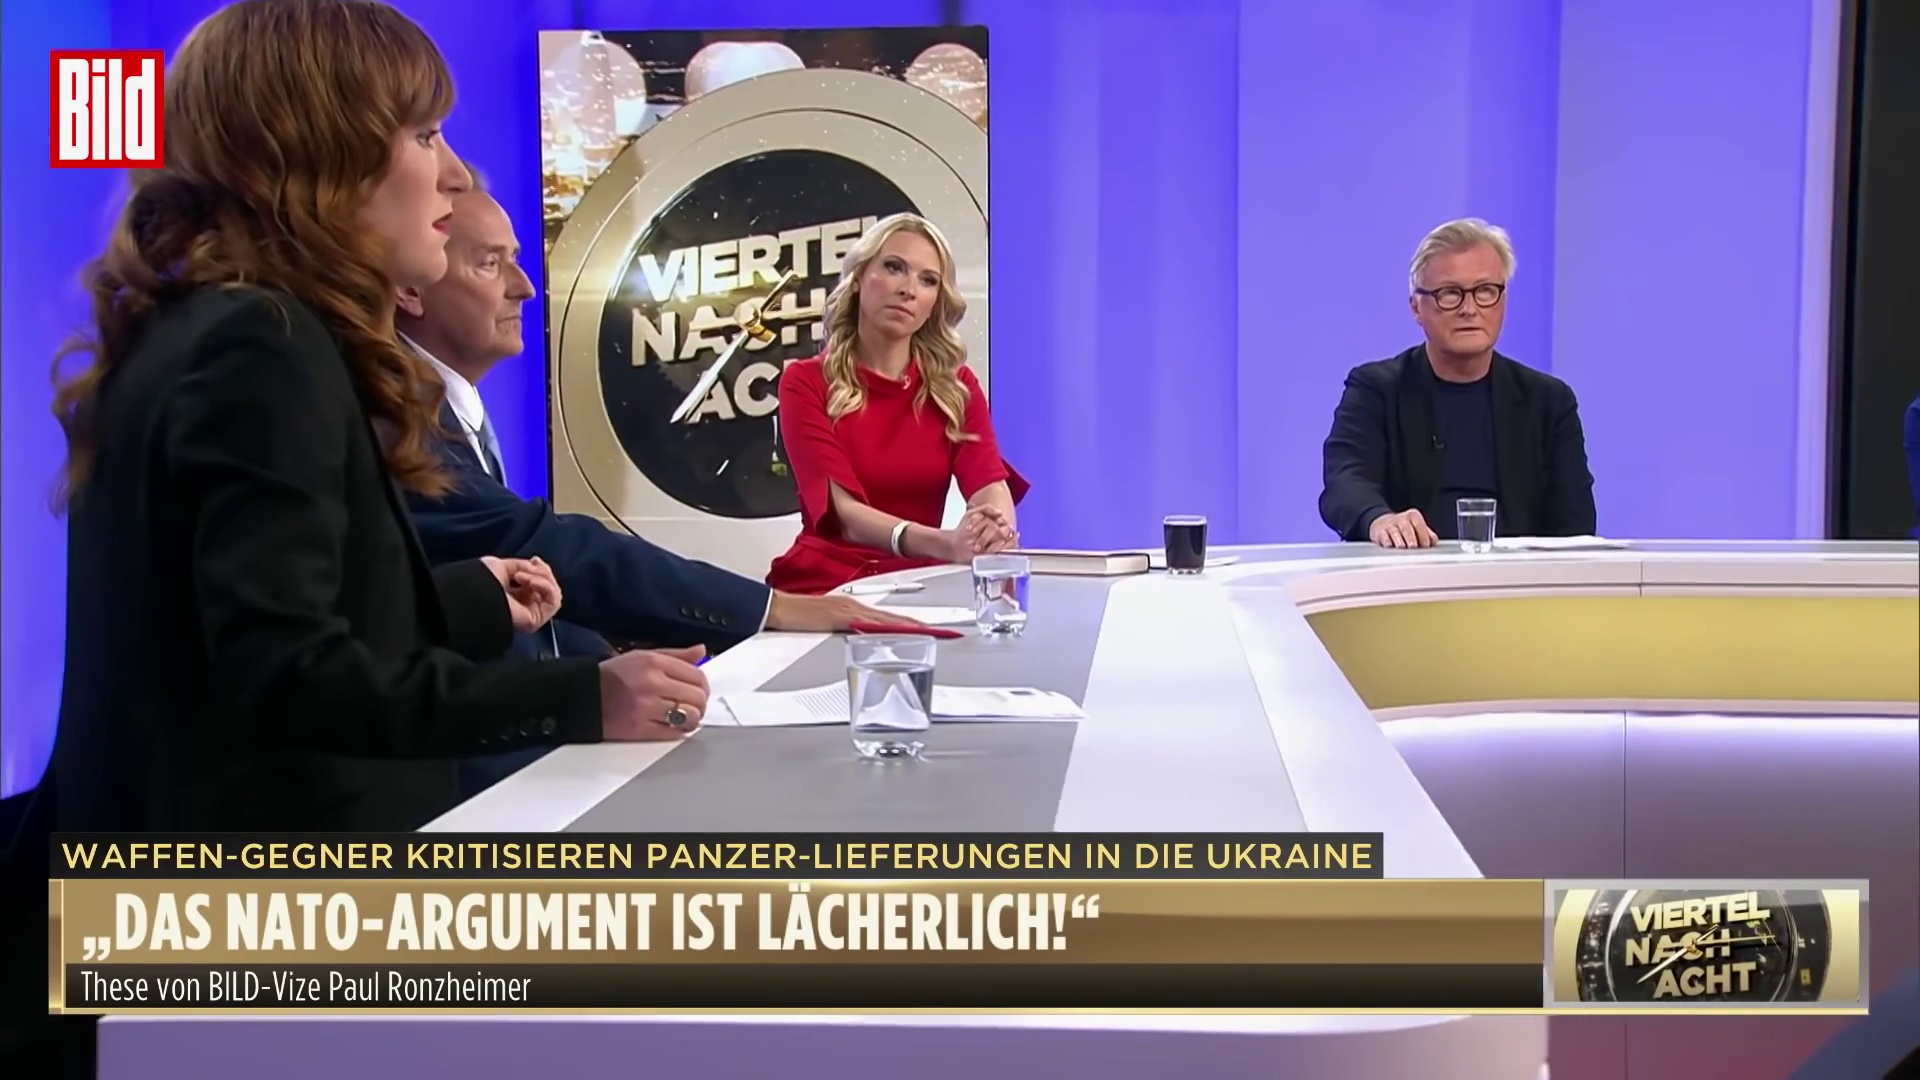 Bild
VIERTEL
NACH
ACHT
WAFFEN-GEGNER KRITISIEREN PANZER-LIEFERUNGEN IN DIE UKRAINE
„DAS NATO-ARGUMENT IST LÄCHERLICH!“
These von BILD-Vize Paul Ronzheimer
VIERTEL
NACH
ACHT